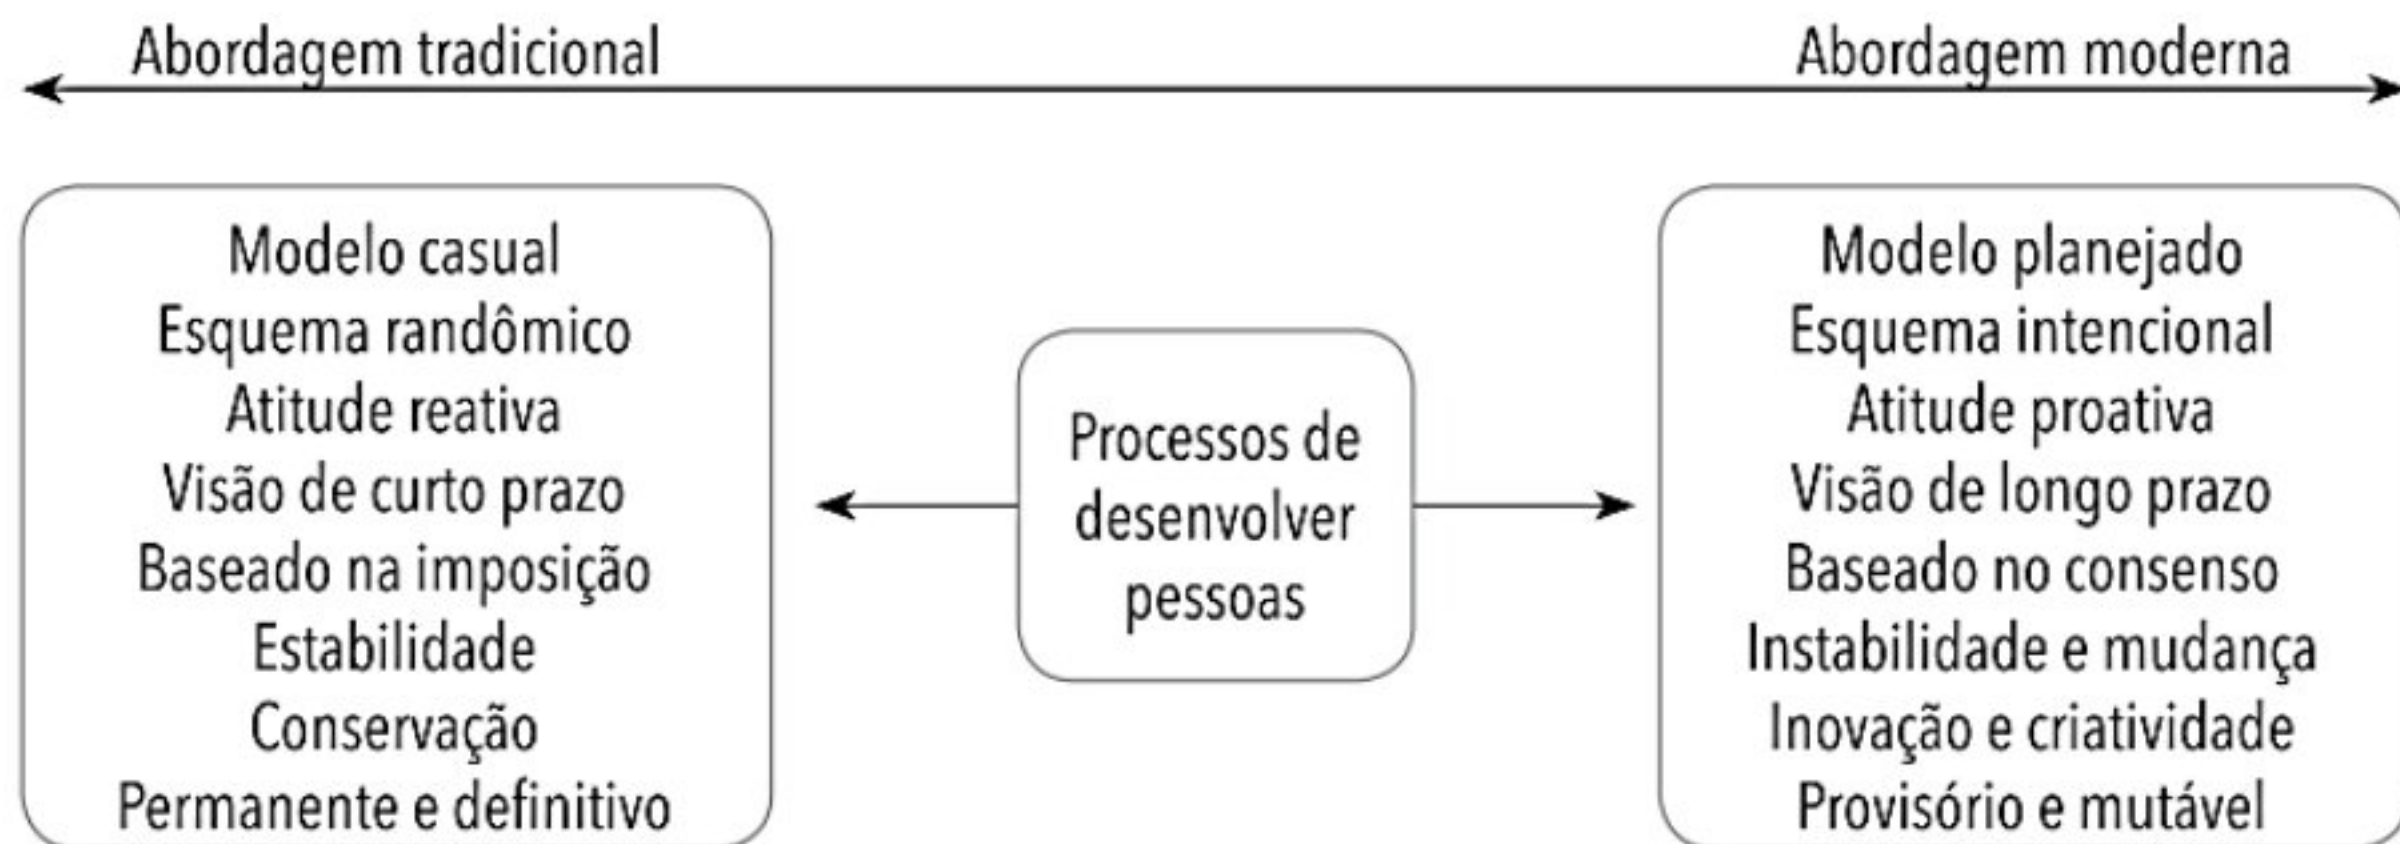 Abordagem tradicional
Abordagem moderna
Modelo casual
Esquema randômico
Atitude reativa
Visão de curto prazo
Baseado na imposição
Estabilidade
Conservação
Permanente e definitivo
Processos de
desenvolver
pessoas
Modelo planejado
Esquema intencional
Atitude proativa
Visão de longo prazo
Baseado no consenso
Instabilidade e mudança
Inovação e criatividade
Provisório e mutável